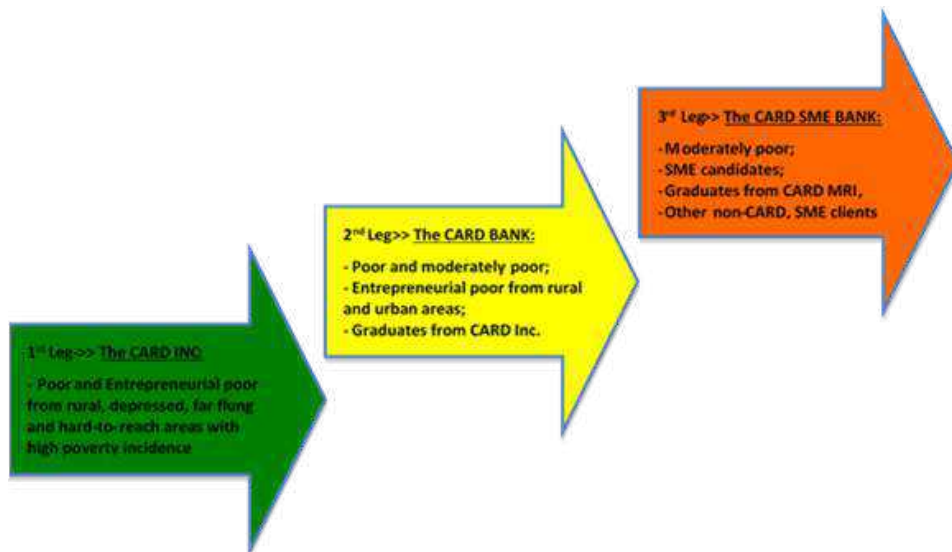 1st Leg>> The CARD INC:
- Poor and Entrepreneurial poor
from rural, depressed, far flung
and hard-to-reach areas with
high poverty incidence
2nd Leg>> The CARD BANK:
- Poor and moderately poor;
- Entrepreneurial poor from rural
and urban areas;
- Graduates from CARD Inc.
3rd Leg>> The CARD SME BANK:
- Moderately poor;
- SME candidates;
- Graduates from CARD MRI,
- Other non-CARD, SME clients